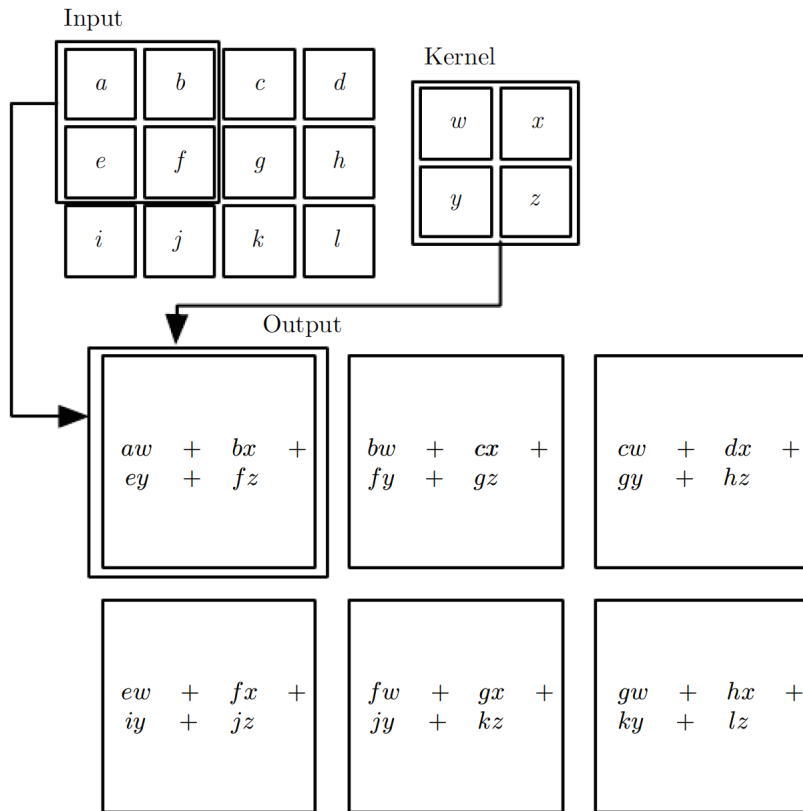 Input
Kernel
a b c d
w x
e f g h
y z
i j k l
Output
aw + bx +
ey + fz
bw + cx +
fy + gz
cw + dx +
gy + hz
ew + fx +
iy + jz
fw + gx +
jy + kz
gw + hx +
ky + lz